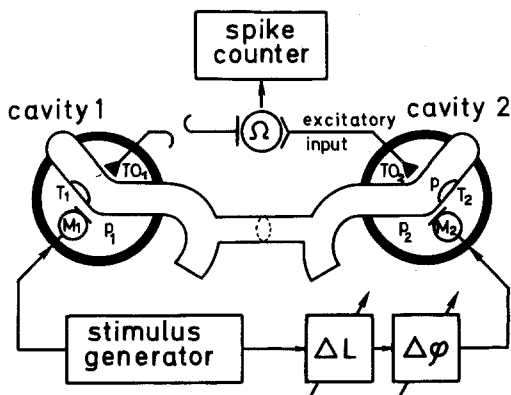 spike
counter
cavity 1
cavity 2
Ω
excitatory
input
TO₁
TO₂
T₁
M₁
p₁
p
T₂
M₂
p₂
stimulus
generator
ΔL
Δφ